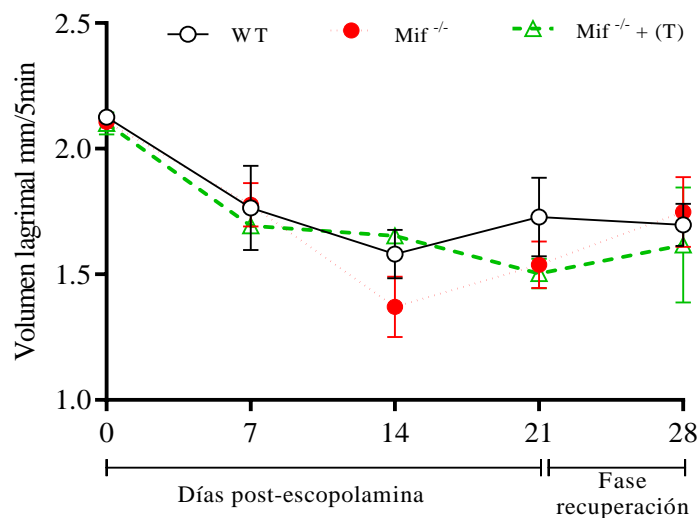 WT
Mif -/-
Mif -/- + (T)
Volumen lagrimal mm/5min
2.5
2.0
1.5
1.0
0
7
14
21
28
Días post-escopolamina
Fase
recuperación